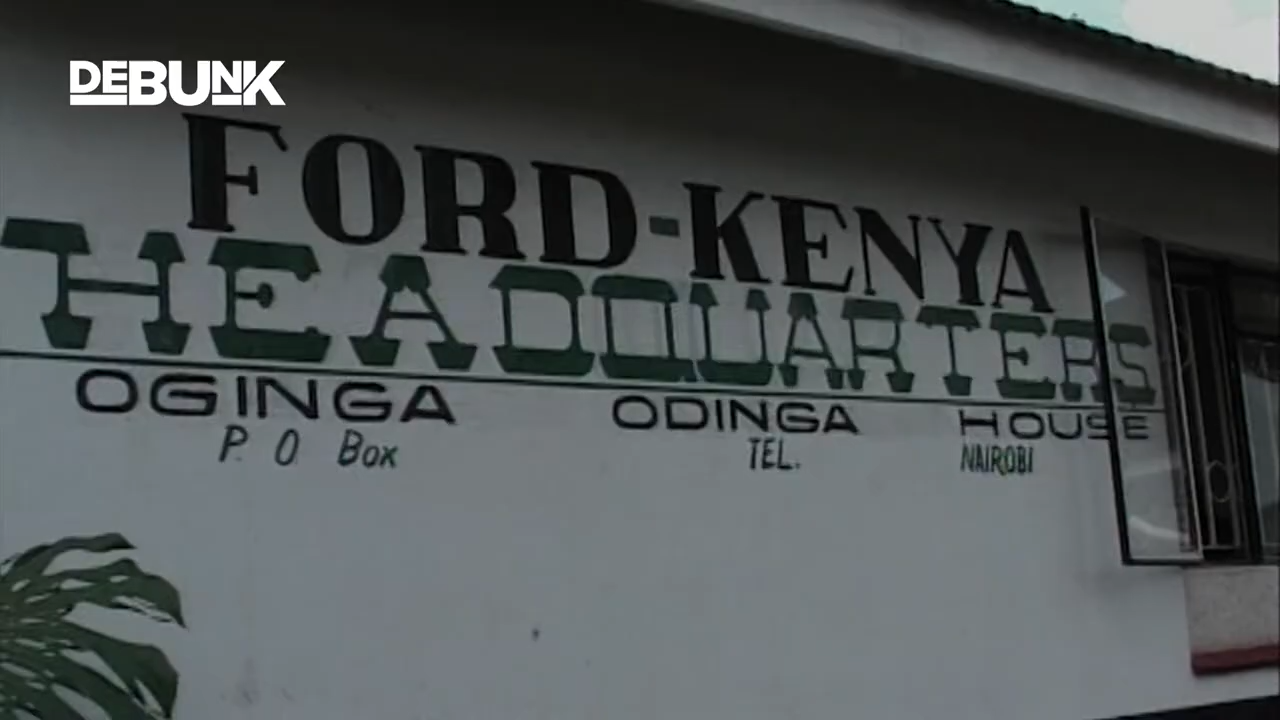 DEBUNK
FORD-KENYA
HEADQUARTERS
OGINGA ODINGA HOUSE
P. O Box TEL. NAIROBI